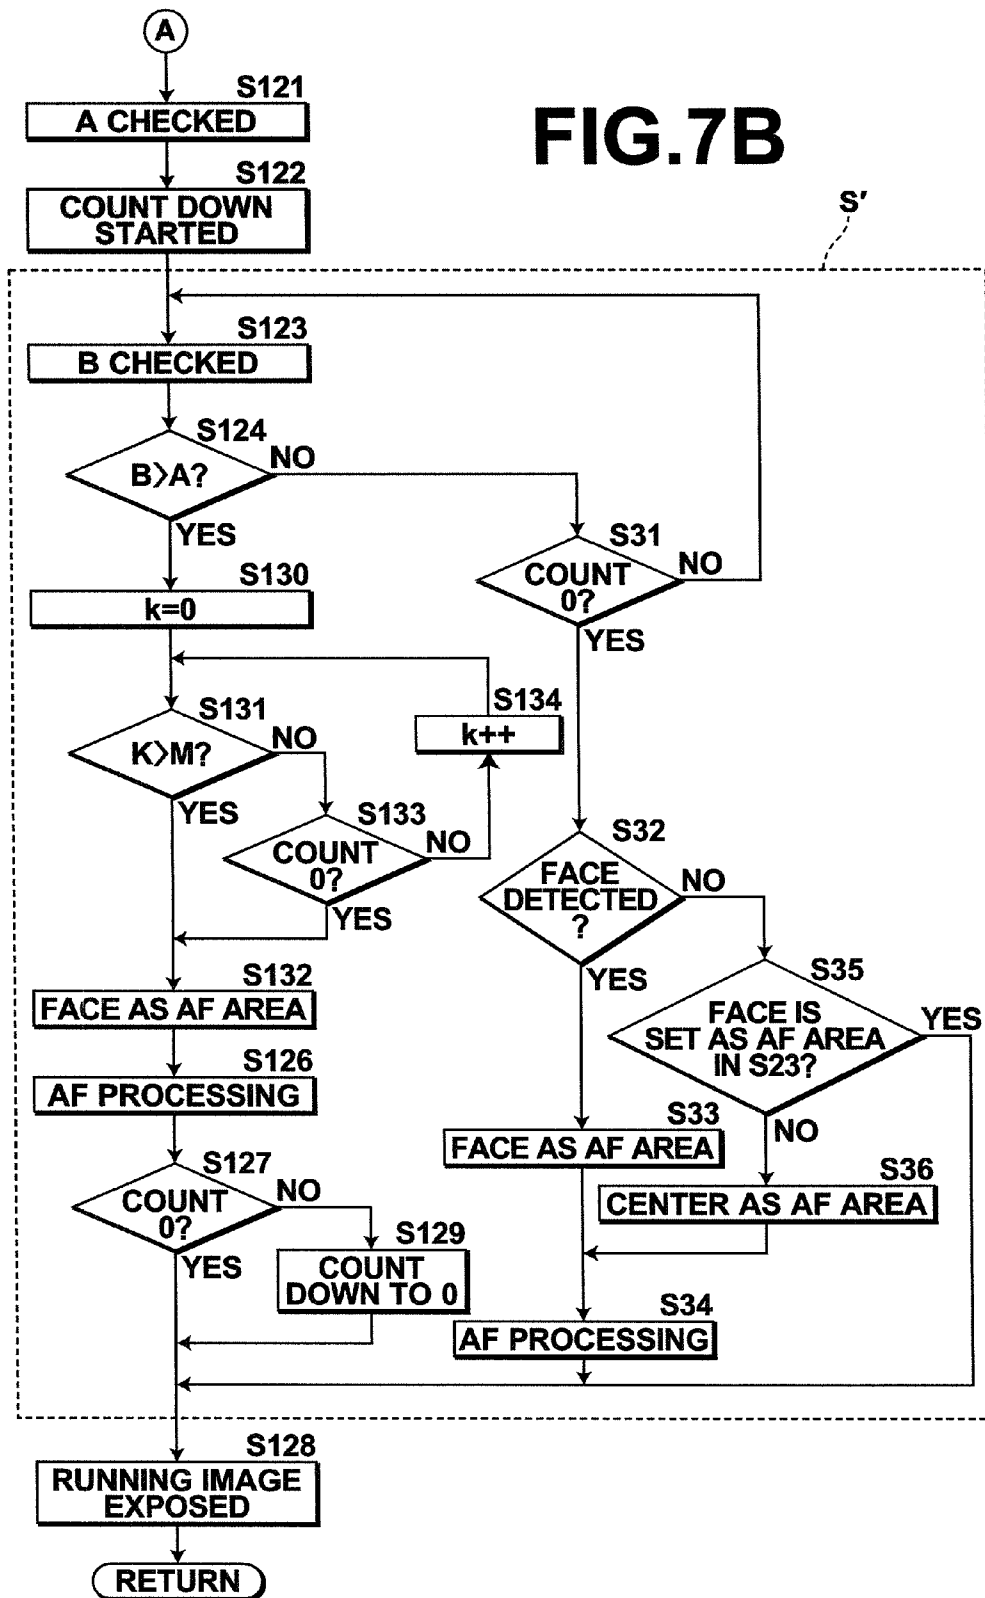 A
S121
A CHECKED
FIG.7B
S122
COUNT DOWN
STARTED
S'
S123
B CHECKED
S124
B>A?
NO
YES
S31
COUNT
0?
NO
YES
S130
k=0
S134
k++
S131
K>M?
NO
YES
S133
COUNT
0?
NO
YES
S32
FACE
DETECTED
?
NO
YES
S35
FACE IS
SET AS AF AREA
IN S23?
YES
NO
S132
FACE AS AF AREA
S126
AF PROCESSING
S33
FACE AS AF AREA
S36
CENTER AS AF AREA
S127
COUNT
0?
NO
YES
S129
COUNT
DOWN TO 0
S34
AF PROCESSING
S128
RUNNING IMAGE
EXPOSED
RETURN